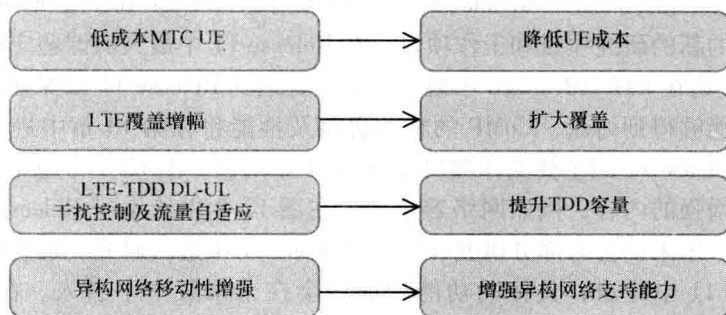 低成本MTC UE
降低UE成本
LTE覆盖增幅
扩大覆盖
LTE-TDD DL-UL
干扰控制及流量自适应
提升TDD容量
异构网络移动性增强
增强异构网络支持能力